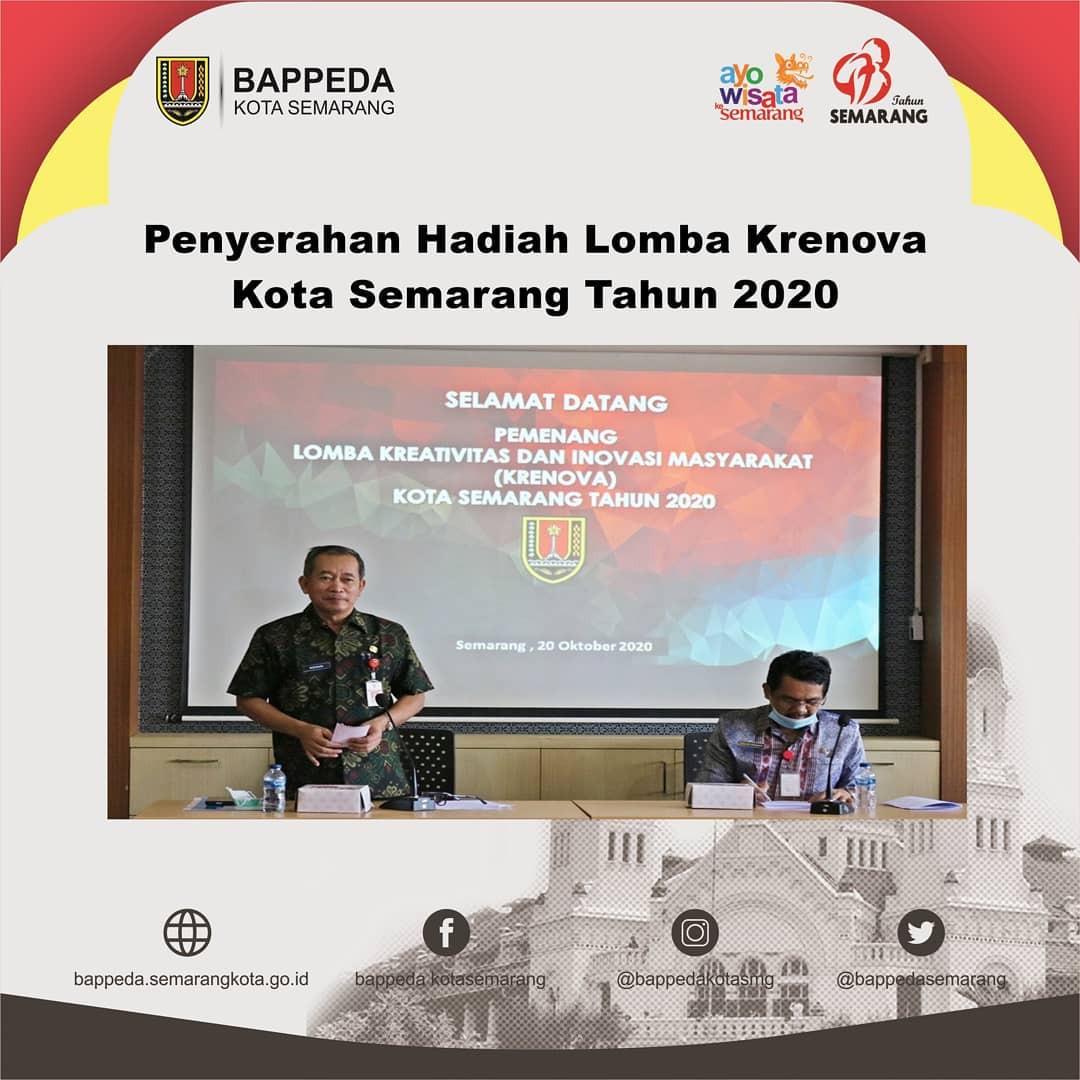 BAPPEDA
KOTA SEMARANG
ayo
wisata
ke
semarang
Tahun
SEMARANG
Penyerahan Hadiah Lomba Krenova
Kota Semarang Tahun 2020
SELAMAT DATANG
PEMENANG
LOMBA KREATIVITAS DAN INOVASI MASYARAKAT
(KRENOVA)
KOTA SEMARANG TAHUN 2020
Semarang , 20 Oktober 2020
bappeda.semarangkota.go.id
bappeda.kotasemarang
@bappedakotasmg
@bappedasemarang